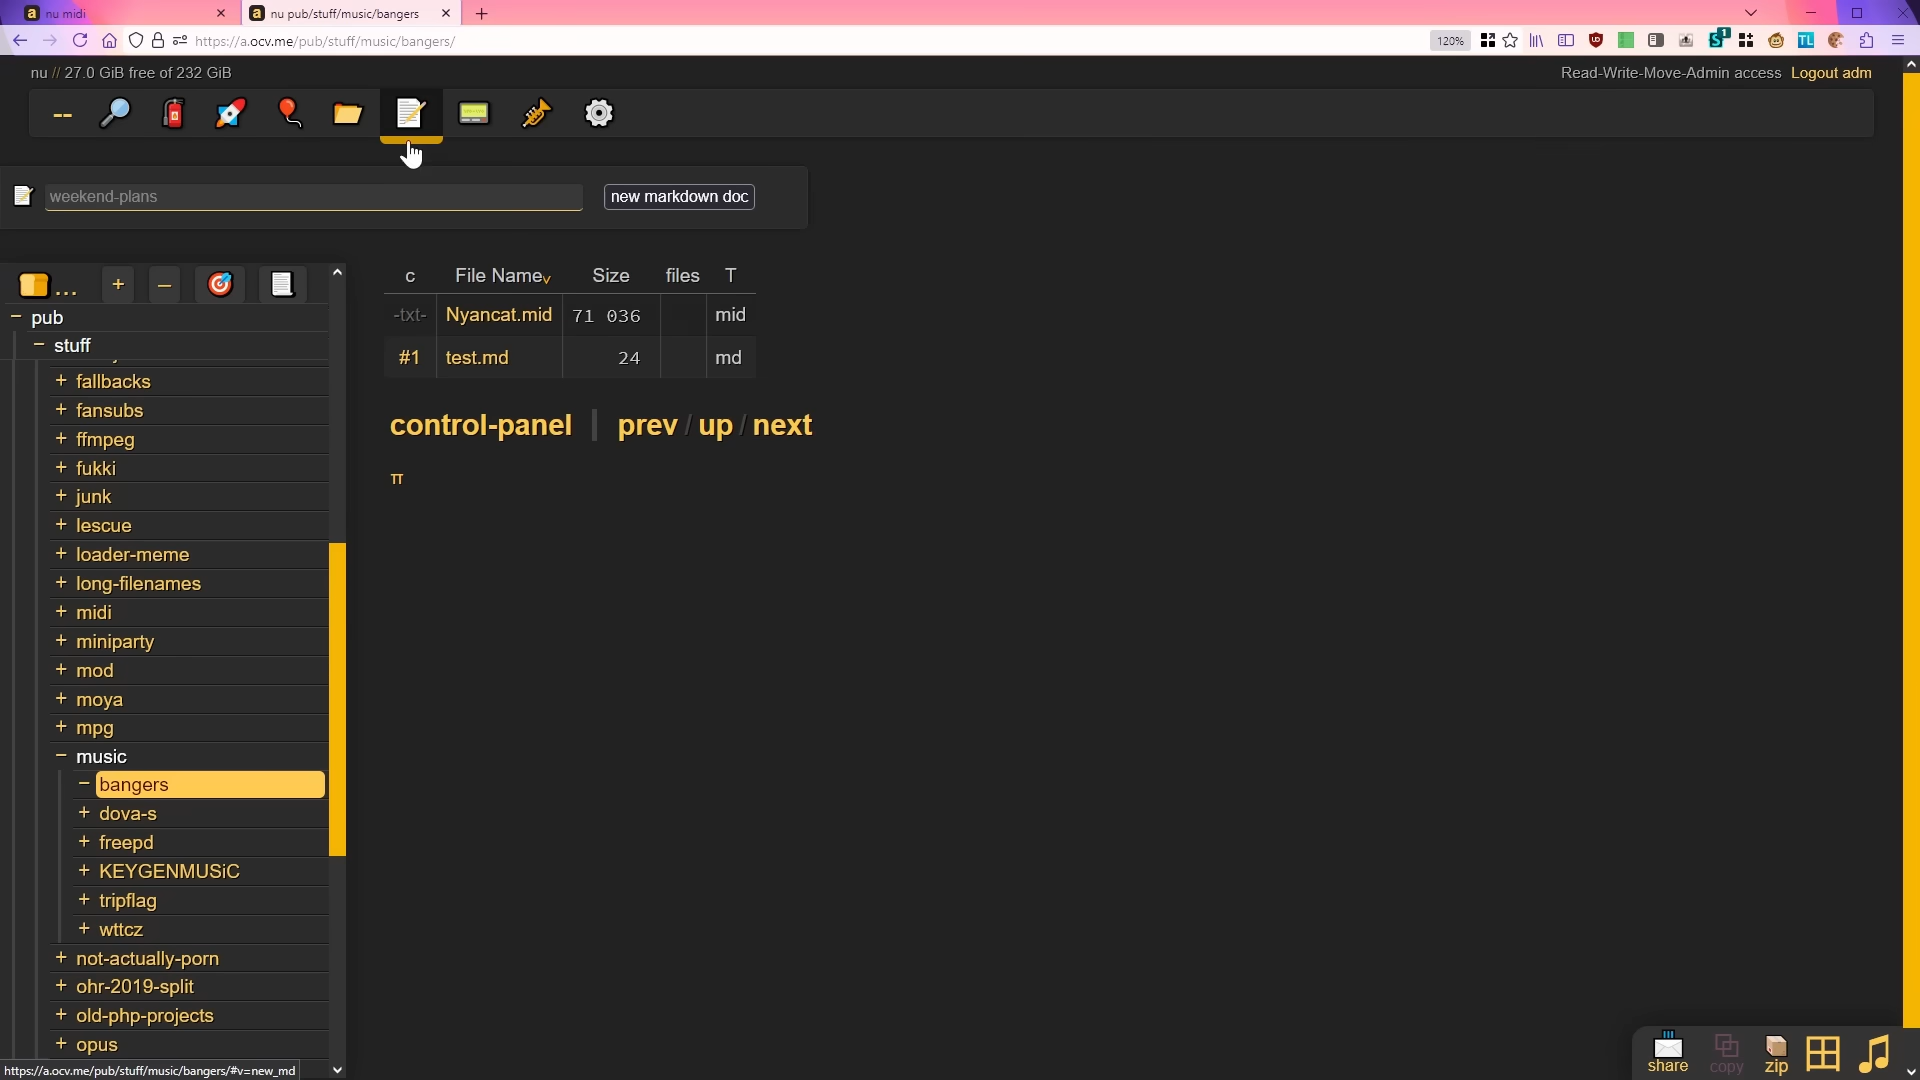 nu midi
nu pub/stuff/music/bangers
https://a.ocv.me/pub/stuff/music/bangers/
120%
nu // 27.0 GiB free of 232 GiB
Read-Write-Move-Admin access Logout adm
--
weekend-plans
new markdown doc
... + –
− pub
− stuff
+ fallbacks
+ fansubs
+ ffmpeg
+ fukki
+ junk
+ lescue
+ loader-meme
+ long-filenames
+ midi
+ miniparty
+ mod
+ moya
+ mpg
− music
− bangers
+ dova-s
+ freepd
+ KEYGENMUSiC
+ tripflag
+ wttcz
+ not-actually-porn
+ ohr-2019-split
+ old-php-projects
+ opus
c File Name Size files T
-txt- Nyancat.mid 71 036 mid
#1 test.md 24 md
control-panel | prev / up / next
π
https://a.ocv.me/pub/stuff/music/bangers/#v=new_md
share copy zip